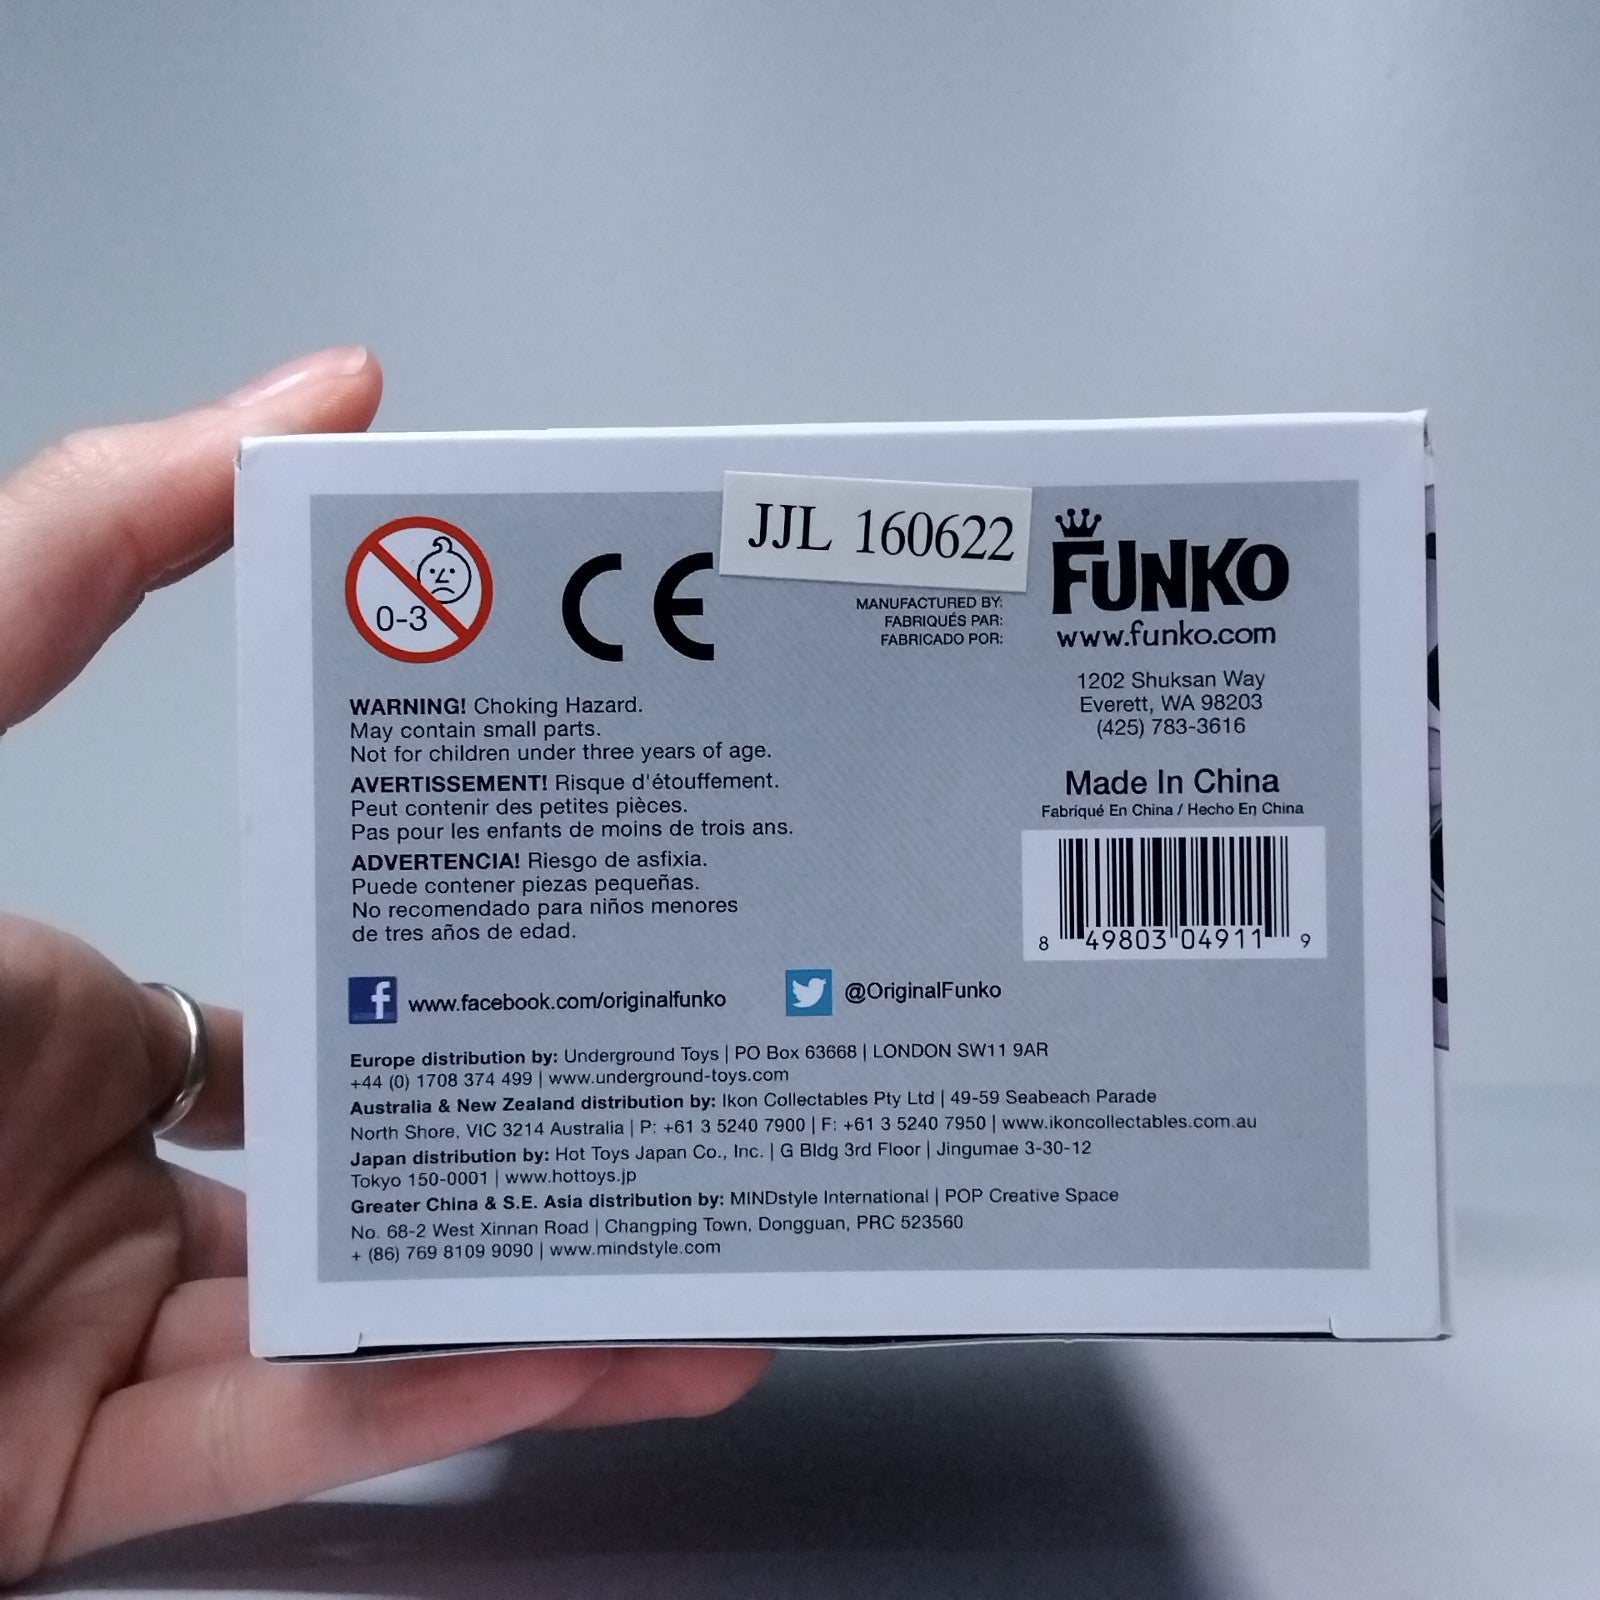 JJL 160622
0-3
CE
MANUFACTURED BY:
FABRIQUÉS PAR:
FABRICADO POR:
FUNKO
www.funko.com
1202 Shuksan Way
Everett, WA 98203
(425) 783-3616
Made In China
Fabriqué En China / Hecho En China
8 49803 04911 9
WARNING! Choking Hazard.
May contain small parts.
Not for children under three years of age.
AVERTISSEMENT! Risque d'étouffement.
Peut contenir des petites pièces.
Pas pour les enfants de moins de trois ans.
ADVERTENCIA! Riesgo de asfixia.
Puede contener piezas pequeñas.
No recomendado para niños menores
de tres años de edad.
f www.facebook.com/originalfunko
@OriginalFunko
Europe distribution by: Underground Toys | PO Box 63668 | LONDON SW11 9AR
+44 (0) 1708 374 499 | www.underground-toys.com
Australia & New Zealand distribution by: Ikon Collectables Pty Ltd | 49-59 Seabeach Parade
North Shore, VIC 3214 Australia | P: +61 3 5240 7900 | F: +61 3 5240 7950 | www.ikoncollectables.com.au
Japan distribution by: Hot Toys Japan Co., Inc. | G Bldg 3rd Floor | Jingumae 3-30-12
Tokyo 150-0001 | www.hottoys.jp
Greater China & S.E. Asia distribution by: MINDstyle International | POP Creative Space
No. 68-2 West Xinnan Road | Changping Town, Dongguan, PRC 523560
+ (86) 769 8109 9090 | www.mindstyle.com